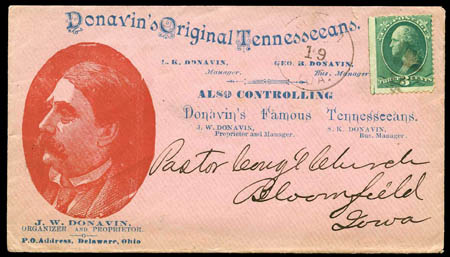 Donavin's Original Tennesseeans.
L. K. DONAVIN, GEO. H. DONAVIN,
Manager. Bus. Manager
19
ALSO CONTROLLING
Donavin's Famous Tennesseeans.
J. W. DONAVIN, S. K. DONAVIN,
Proprietor and Manager. Bus. Manager.
Pastor Cong'l Church
Bloomfield
Iowa
J. W. DONAVIN,
ORGANIZER AND PROPRIETOR.
P.O. Address, Delaware, Ohio
THREE CENTS